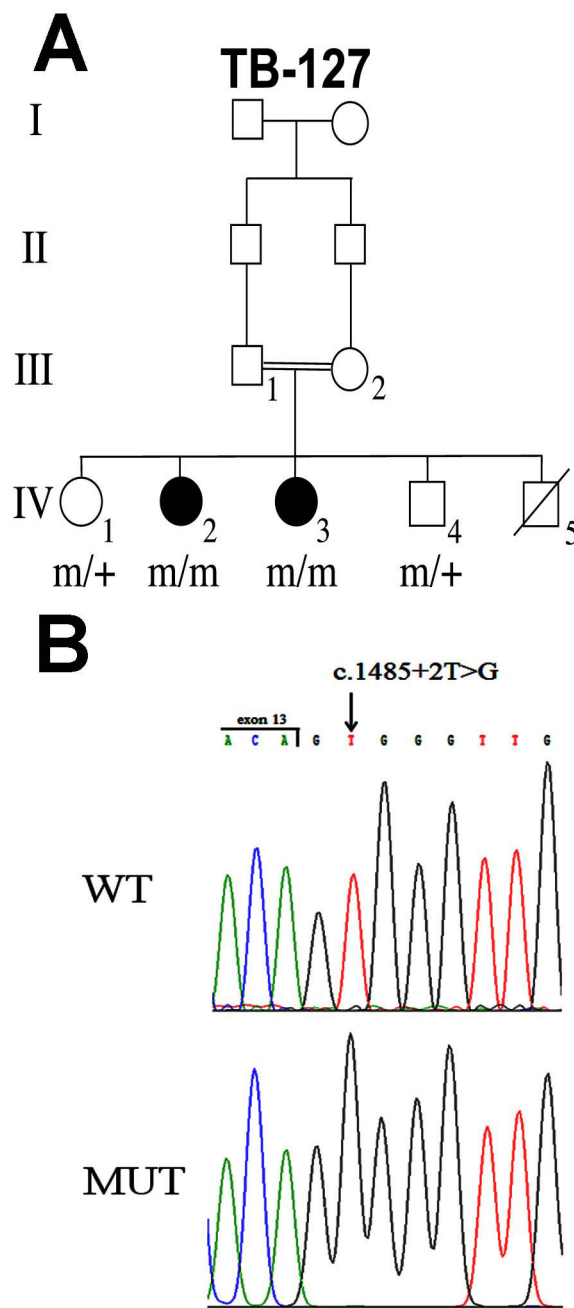 A
TB-127
I
II
III
1
2
IV
1
2
3
4
5
m/+ m/m m/m m/+
B
c.1485+2T>G
exon 13
A C A G T G G G T T G
WT
MUT